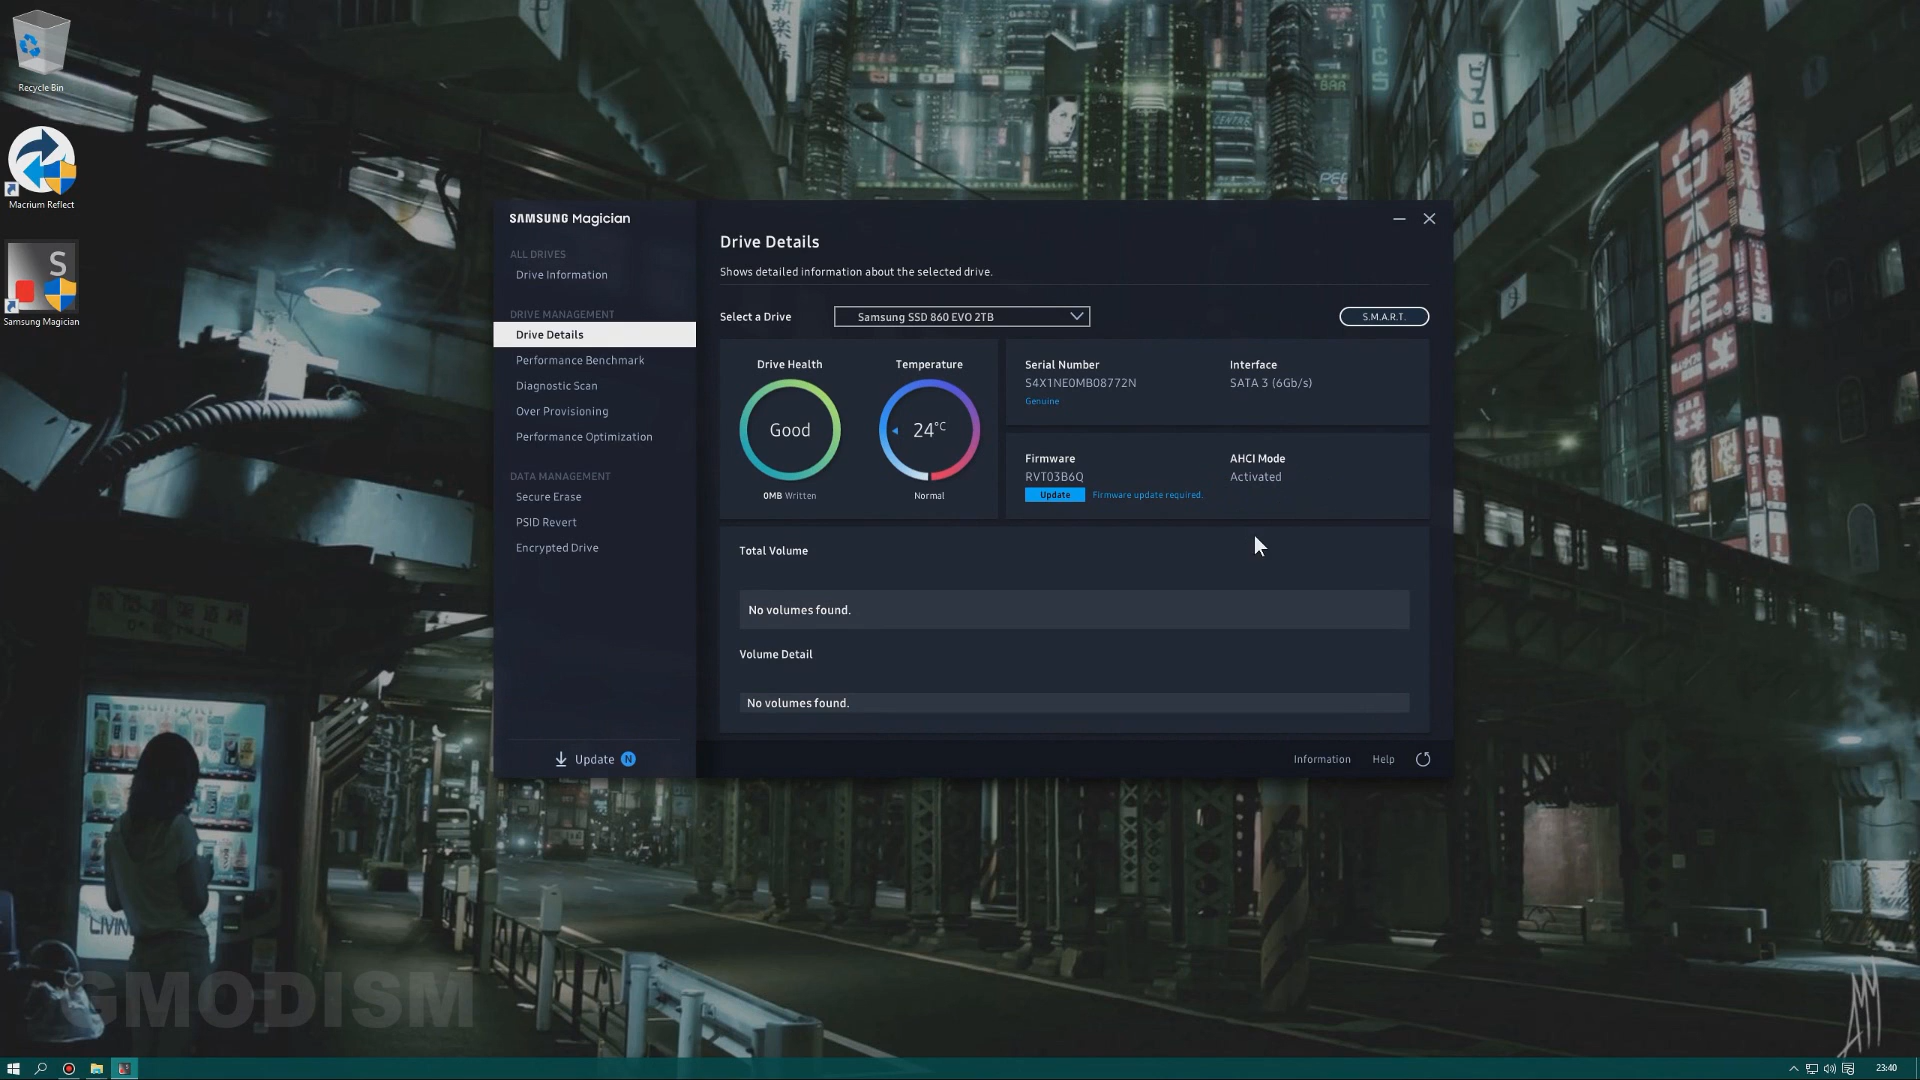 Recycle Bin
Macrium Reflect
S
Samsung Magician
SAMSUNG Magician
ALL DRIVES
Drive Information
DRIVE MANAGEMENT
Drive Details
Performance Benchmark
Diagnostic Scan
Over Provisioning
Performance Optimization
DATA MANAGEMENT
Secure Erase
PSID Revert
Encrypted Drive
Update N
Drive Details
Shows detailed information about the selected drive.
Select a Drive
Samsung SSD 860 EVO 2TB
S.M.A.R.T.
Drive Health
Good
0MB Written
Temperature
24°C
Normal
Serial Number
S4X1NE0MB08772N
Genuine
Interface
SATA 3 (6Gb/s)
Firmware
RVT03B6Q
Update Firmware update required.
AHCI Mode
Activated
Total Volume
No volumes found.
Volume Detail
No volumes found.
Information Help
BAR
CENTRE
LIVIN
GMODISM
23:40